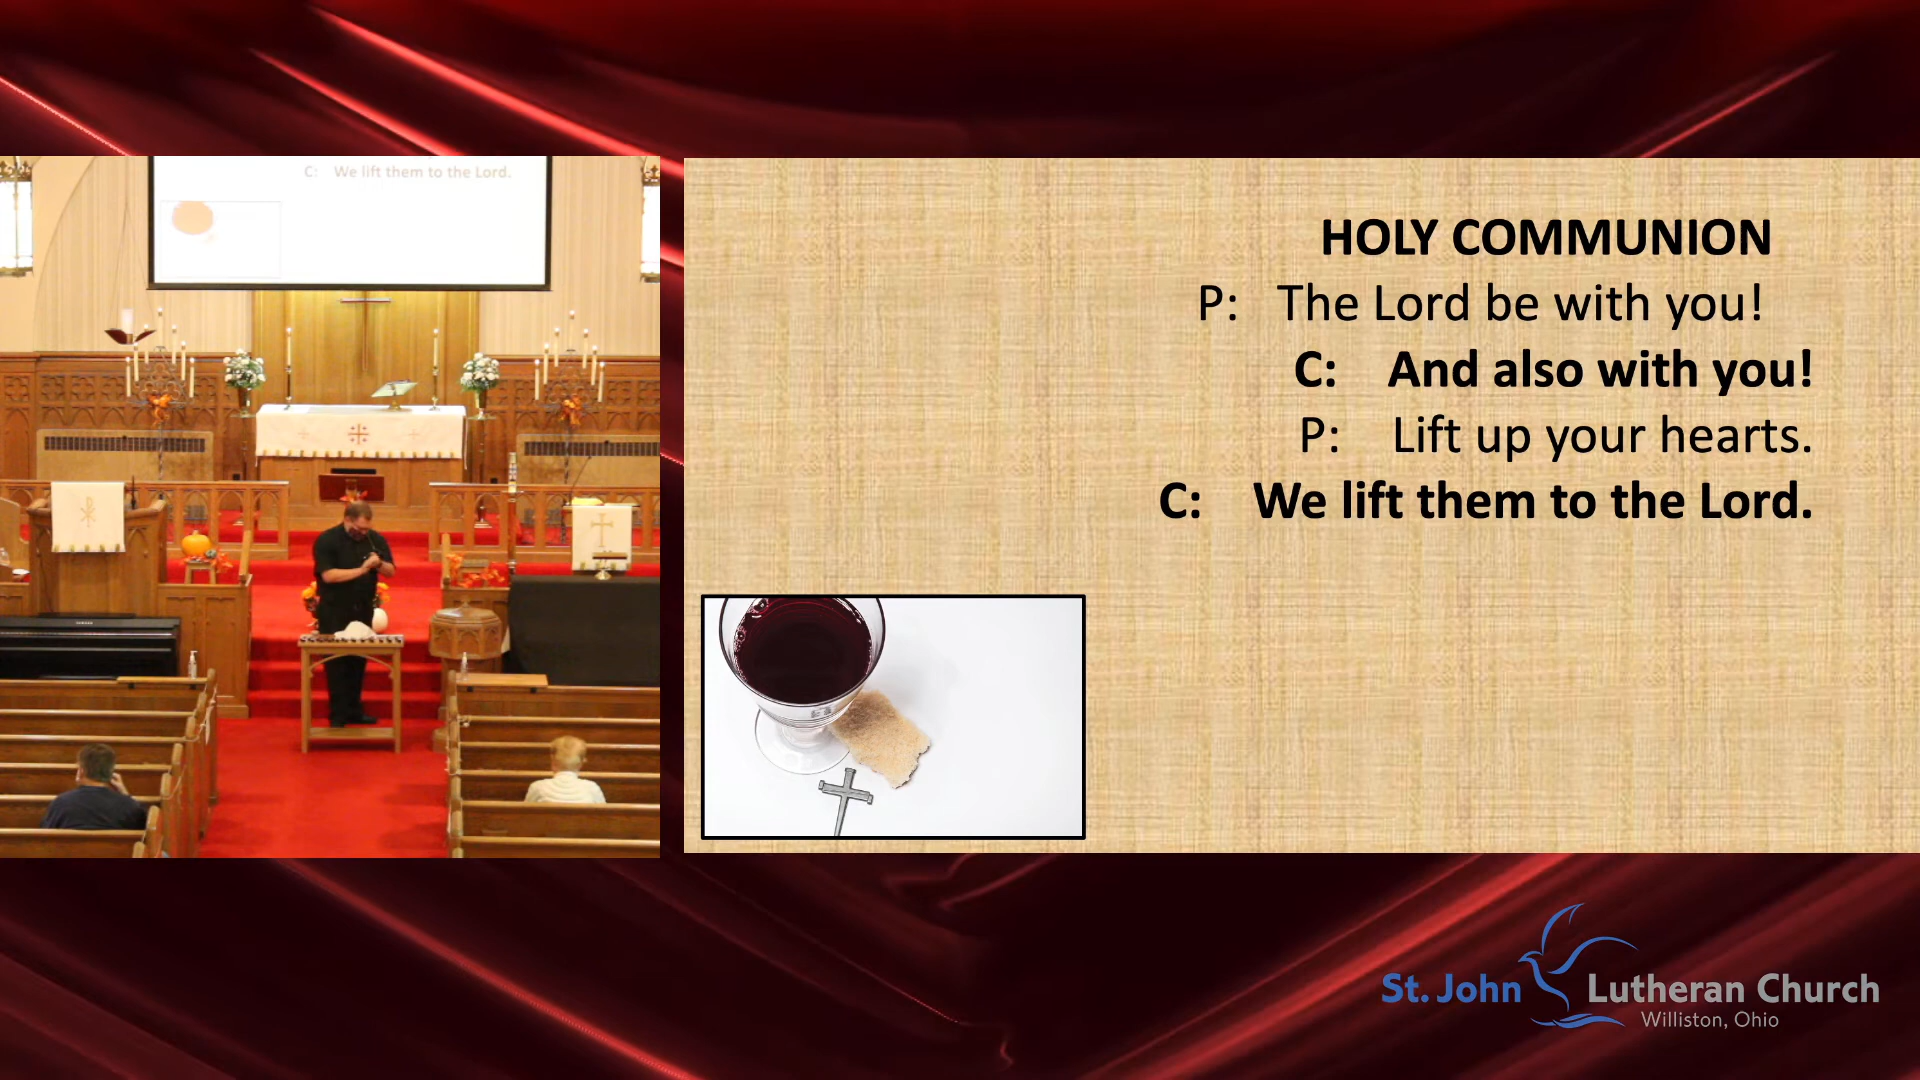 C: We lift them to the Lord.
HOLY COMMUNION
P: The Lord be with you!
C: And also with you!
P: Lift up your hearts.
C: We lift them to the Lord.
St. John Lutheran Church
Williston, Ohio